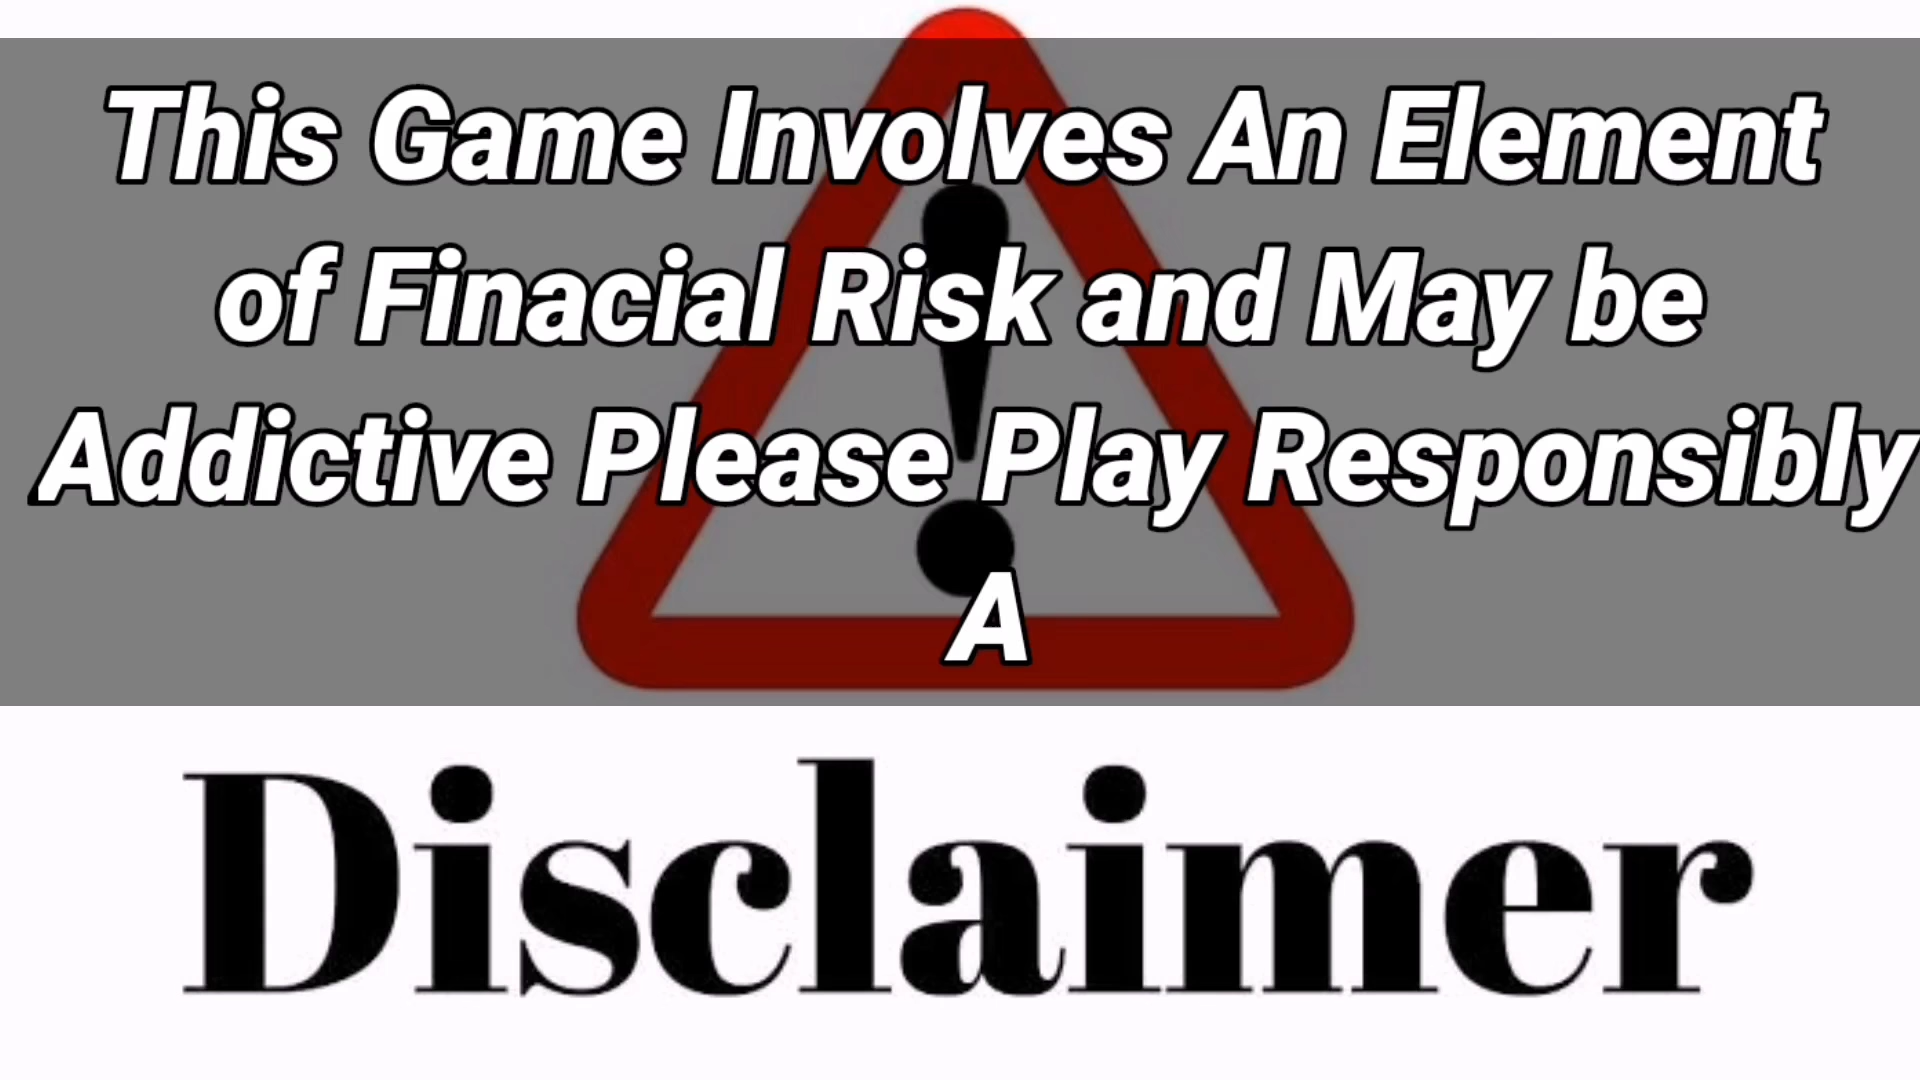 This Game Involves An Element
of Finacial Risk and May be
Addictive Please Play Responsibly
A
Disclaimer